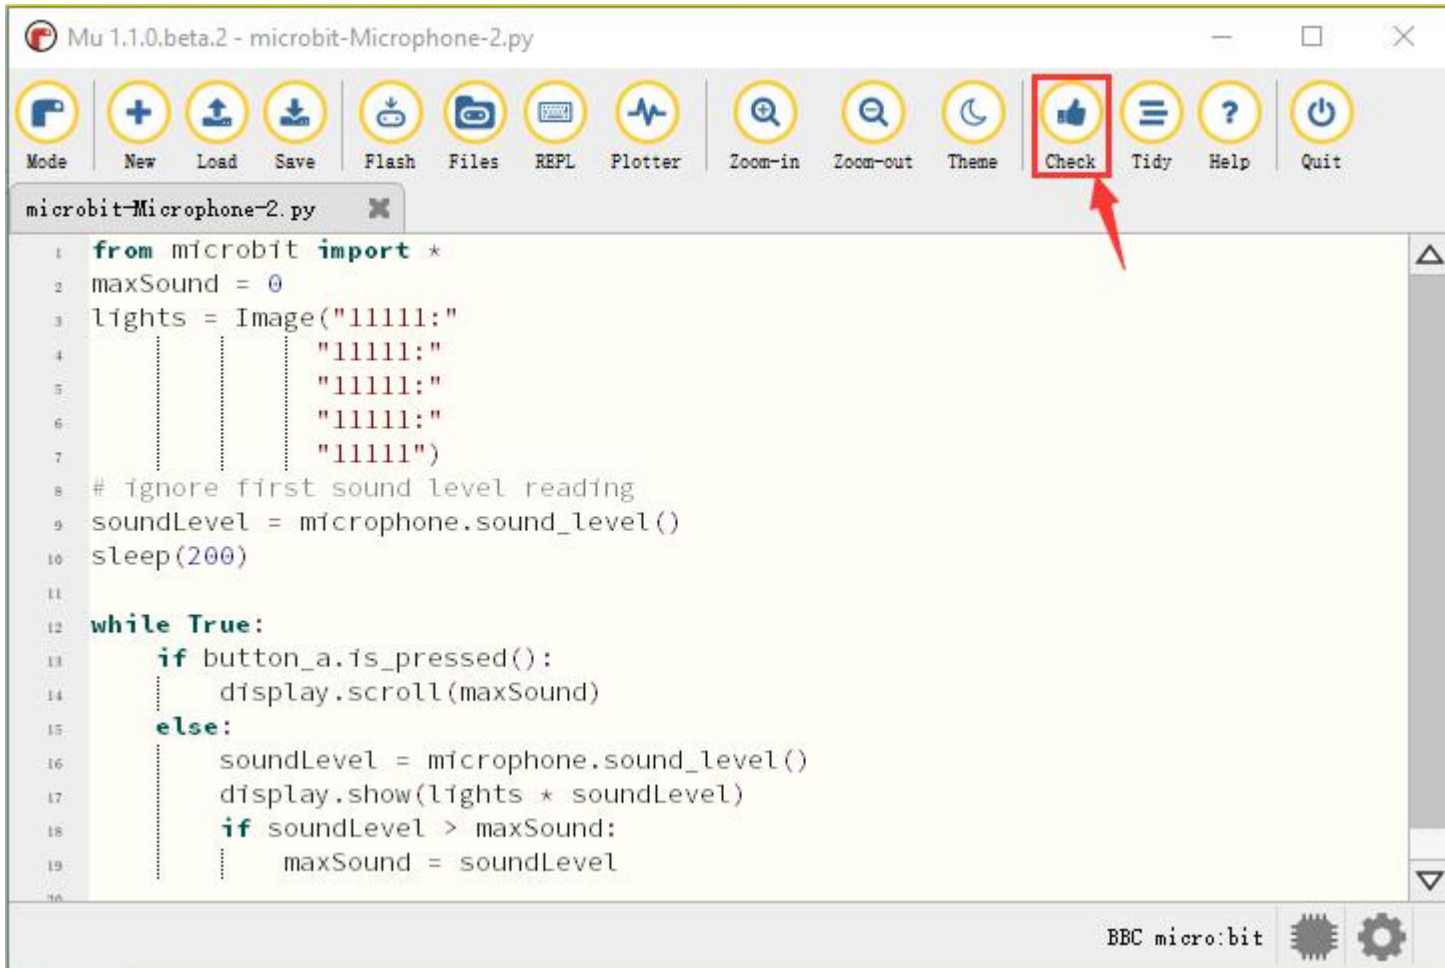 Mu 1.1.0.beta.2 - microbit-Microphone-2.py
Mode New Load Save Flash Files REPL Plotter Zoom-in Zoom-out Theme Check Tidy Help Quit
microbit-Microphone-2.py
1 from microbit import *
2 maxSound = 0
3 lights = Image("11111:"
4 "11111:"
5 "11111:"
6 "11111:"
7 "11111")
8 # ignore first sound level reading
9 soundLevel = microphone.sound_level()
10 sleep(200)
11
12 while True:
13 if button_a.is_pressed():
14 display.scroll(maxSound)
15 else:
16 soundLevel = microphone.sound_level()
17 display.show(lights * soundLevel)
18 if soundLevel > maxSound:
19 maxSound = soundLevel
20
BBC micro:bit